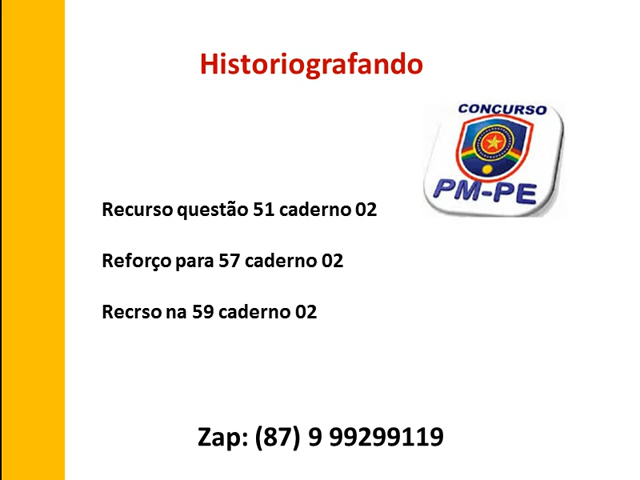 Historiografando
CONCURSO
PM-PE
Recurso questão 51 caderno 02
Reforço para 57 caderno 02
Recrso na 59 caderno 02
Zap: (87) 9 99299119